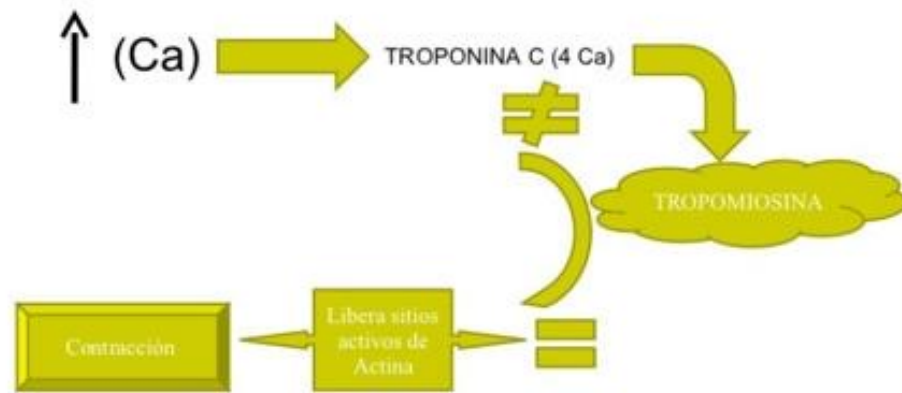 (Ca)
TROPONINA C (4 Ca)
TROPOMIOSINA
Libera sitios
activos de
Actina
Contracción